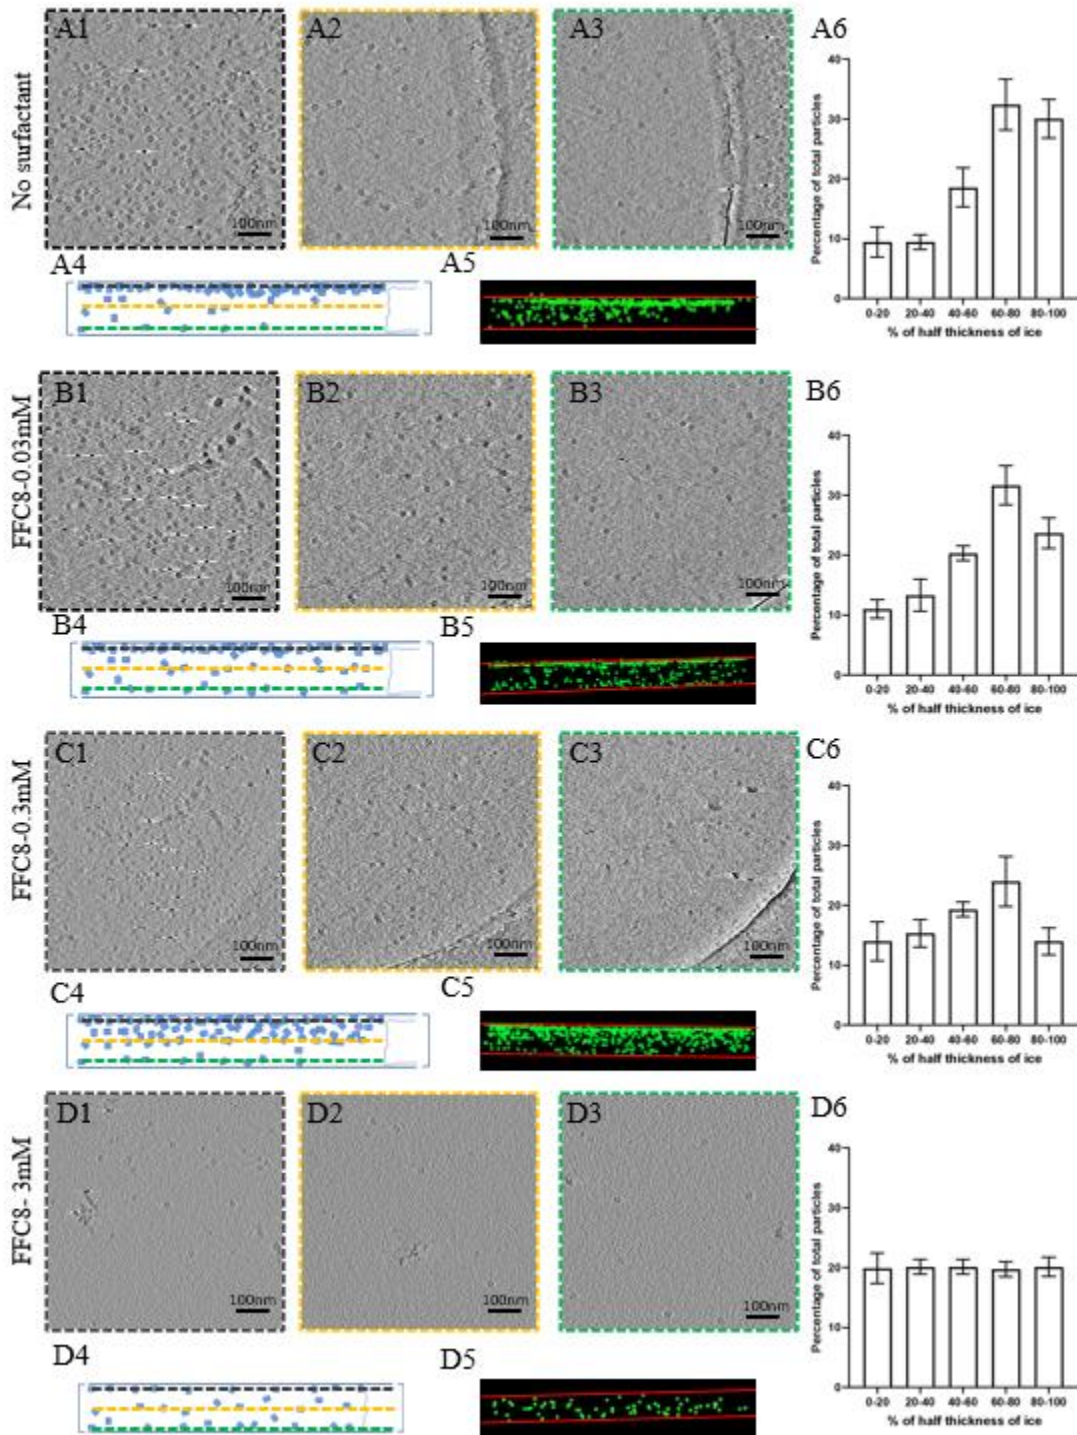 No surfactant
A1
100nm
A2
100nm
A3
100nm
A4
A5
A6
Percentage of total particles
40
30
20
10
0
0-20 20-40 40-60 60-80 80-100
% of half thickness of ice
FFC8-0.03mM
B1
100nm
B2
100nm
B3
100nm
B4
B5
B6
Percentage of total particles
40
30
20
10
0
0-20 20-40 40-60 60-80 80-100
% of half thickness of ice
FFC8-0.3mM
C1
100nm
C2
100nm
C3
100nm
C4
C5
C6
Percentage of total particles
40
30
20
10
0
0-20 20-40 40-60 60-80 80-100
% of half thickness of ice
FFC8- 3mM
D1
100nm
D2
100nm
D3
100nm
D4
D5
D6
Percentage of total particles
40
30
20
10
0
0-20 20-40 40-60 60-80 80-100
% of half thickness of ice